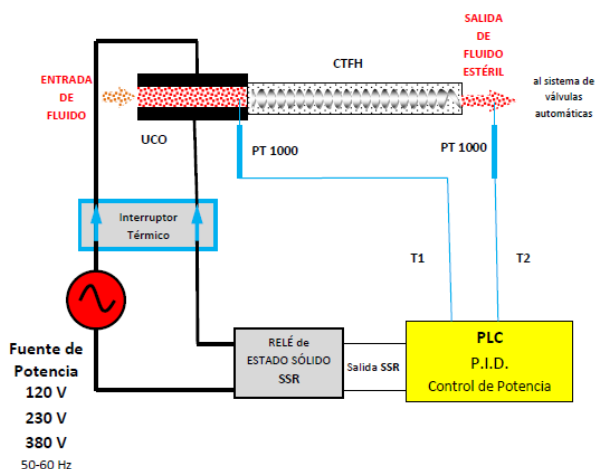 SALIDA
DE
FLUIDO
ESTÉRIL
CTFH
ENTRADA
DE
FLUIDO
al sistema de
válvulas
automáticas
UCO
PT 1000
PT 1000
Interruptor
Térmico
T1
T2
Fuente de
Potencia
120 V
230 V
380 V
50-60 Hz
RELÉ de
ESTADO SÓLIDO
SSR
Salida SSR
PLC
P.I.D.
Control de Potencia